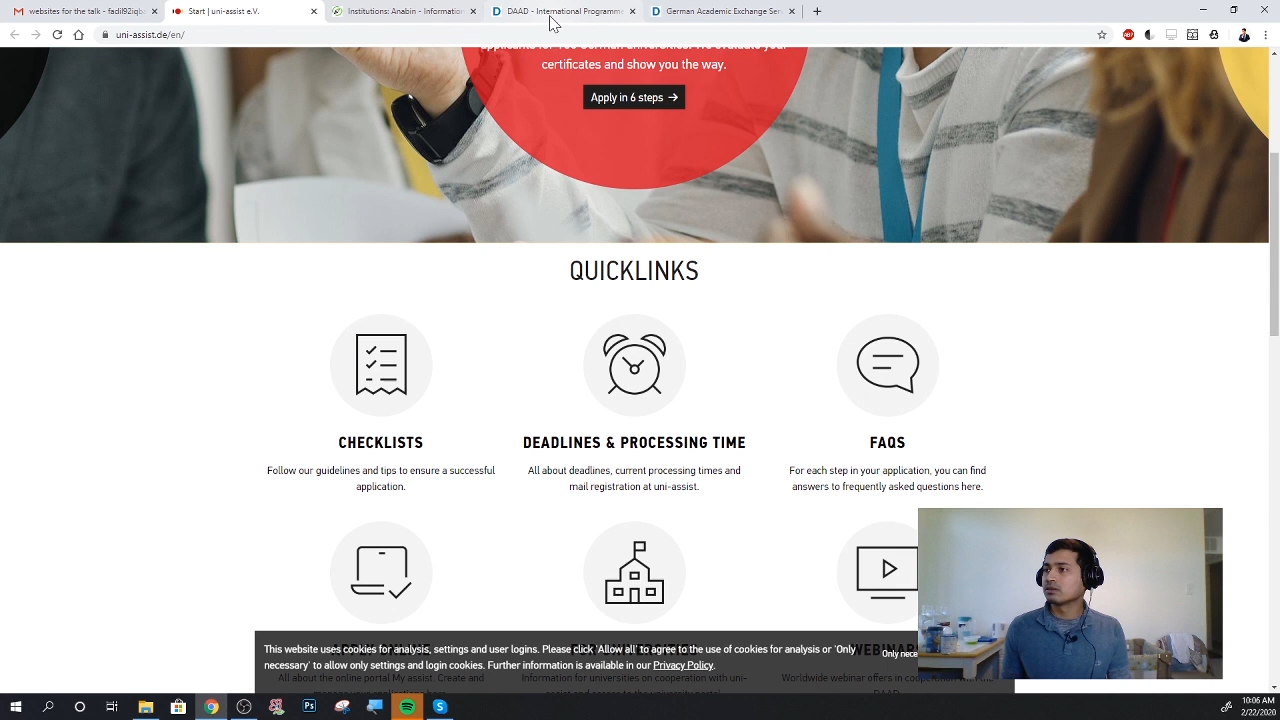 websites for the talk - fadil92iqba
Start | uni-assist e.V.
Institutions: Anabin - Information
DAAD - International Programme
German Academic Exchange Serv
uni-assist.de/en/
certificates and show you the way.
Apply in 6 steps →
QUICKLINKS
CHECKLISTS
Follow our guidelines and tips to ensure a successful
application.
DEADLINES & PROCESSING TIME
All about deadlines, current processing times and
mail registration at uni-assist.
FAQS
For each step in your application, you can find
answers to frequently asked questions here.
This website uses cookies for analysis, settings and user logins. Please click 'Allow all' to agree to the use of cookies for analysis or 'Only
necessary' to allow only settings and login cookies. Further information is available in our Privacy Policy.
Only nece
WEBINARS
All about the online portal My assist. Create and
Information for universities on cooperation with uni-
Worldwide webinar offers in cooperation with the
DAAD
10:06 AM
2/22/2020